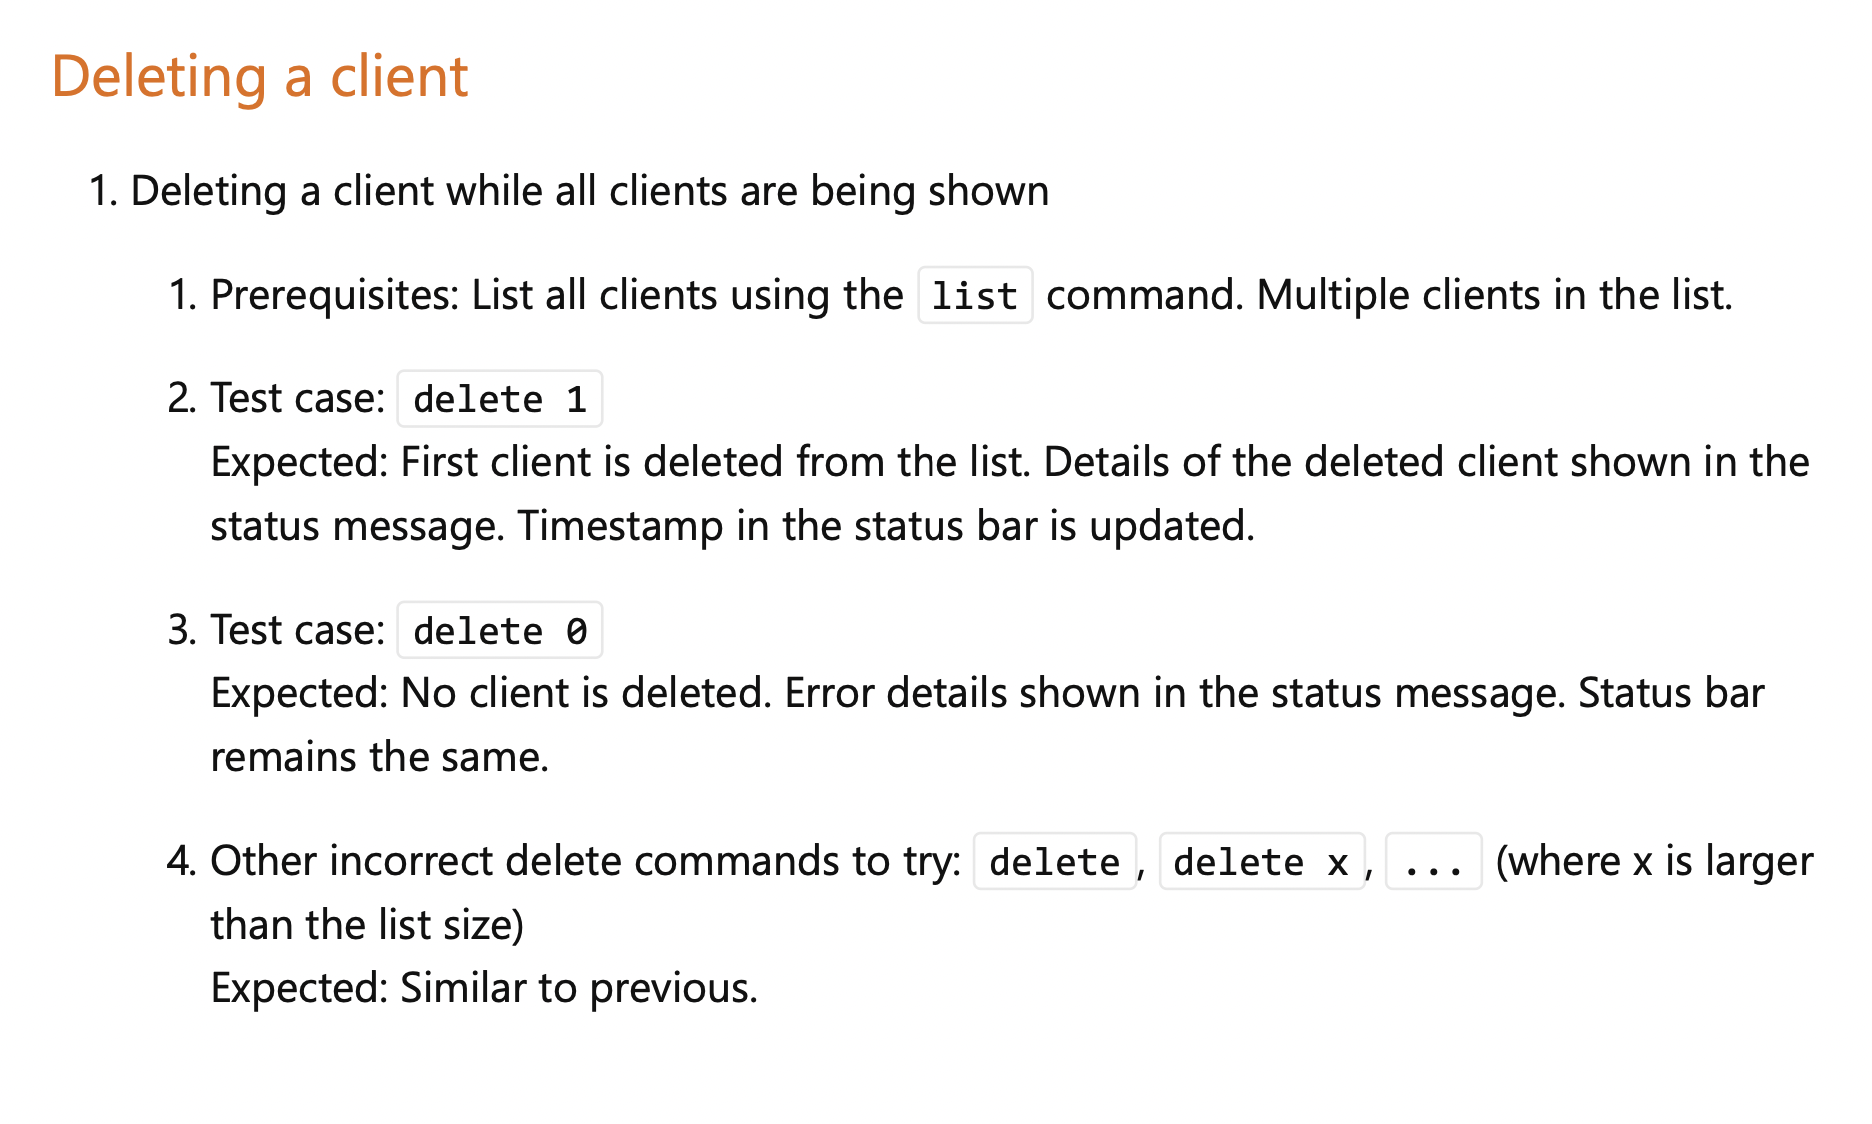 Deleting a client
1. Deleting a client while all clients are being shown
1. Prerequisites: List all clients using the list command. Multiple clients in the list.
2. Test case: delete 1
Expected: First client is deleted from the list. Details of the deleted client shown in the
status message. Timestamp in the status bar is updated.
3. Test case: delete 0
Expected: No client is deleted. Error details shown in the status message. Status bar
remains the same.
4. Other incorrect delete commands to try: delete, delete x, ... (where x is larger
than the list size)
Expected: Similar to previous.